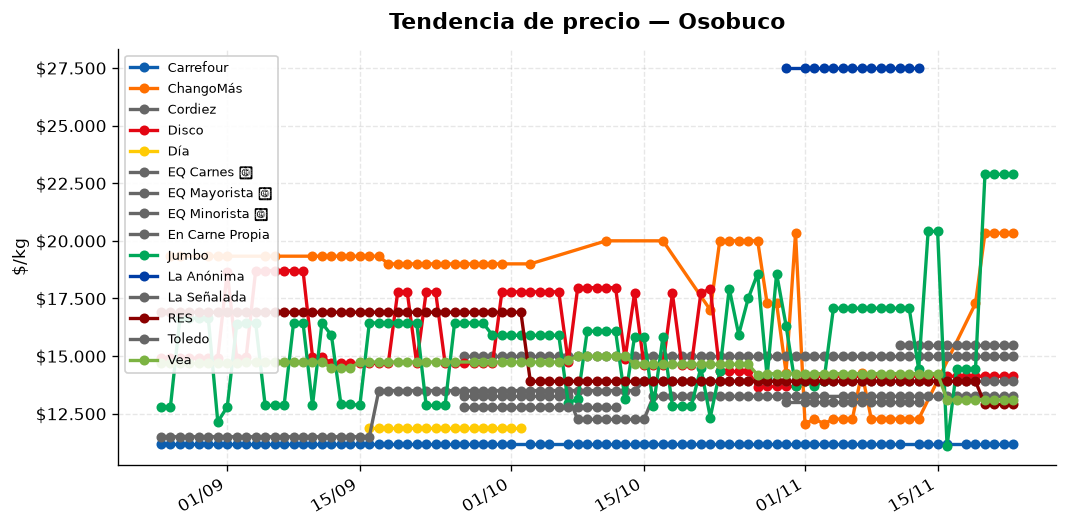 Tendencia de precio — Osobuco
$27.500
$25.000
$22.500
$20.000
$17.500
$15.000
$12.500
$/kg
Carrefour
ChangoMás
Cordiez
Disco
Día
EQ Carnes
EQ Mayorista
EQ Minorista
En Carne Propia
Jumbo
La Anónima
La Señalada
RES
Toledo
Vea
01/09
15/09
01/10
15/10
01/11
15/11